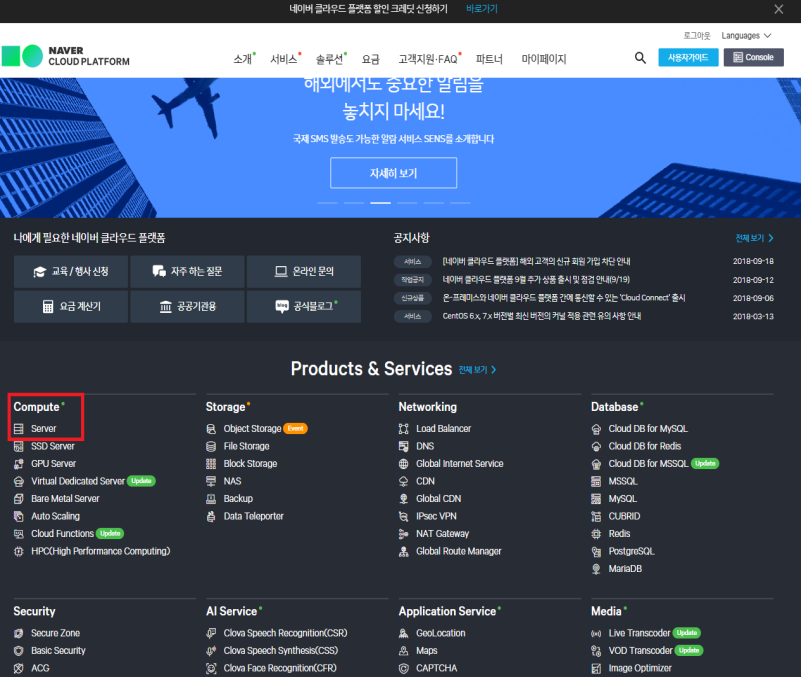 네이버 클라우드 플랫폼 할인 크레딧 신청하기 바로가기
로그아웃 Languages
NAVER
CLOUD PLATFORM
소개 서비스 솔루션 요금 고객지원·FAQ 파트너 마이페이지
사용자가이드 Console
해외에서도 중요한 알림을
놓치지 마세요!
국제 SMS 발송도 가능한 알람 서비스 SENS를 소개합니다
자세히 보기
나에게 필요한 네이버 클라우드 플랫폼
교육 / 행사 신청 자주 하는 질문 온라인 문의
요금 계산기 공공기관용 blog 공식블로그
공지사항 전체 보기
서비스 [네이버 클라우드 플랫폼] 해외 고객의 신규 회원 가입 차단 안내 2018-09-18
작업공지 네이버 클라우드 플랫폼 9월 추가 상품 출시 및 점검 안내(9/19) 2018-09-12
신규상품 온-프레미스와 네이버 클라우드 플랫폼 간에 통신할 수 있는 'Cloud Connect' 출시 2018-09-06
서비스 CentOS 6.x, 7.x 버전별 최신 버전의 커널 적용 관련 유의 사항 안내 2018-03-13
Products & Services 전체 보기
Compute
Server
SSD Server
GPU Server
Virtual Dedicated Server Update
Bare Metal Server
Auto Scaling
Cloud Functions Update
HPC(High Performance Computing)
Storage
Object Storage Event
File Storage
Block Storage
NAS
Backup
Data Teleporter
Networking
Load Balancer
DNS
Global Internet Service
CDN
Global CDN
IPsec VPN
NAT Gateway
Global Route Manager
Database
Cloud DB for MySQL
Cloud DB for Redis
Cloud DB for MSSQL Update
MSSQL
MySQL
CUBRID
Redis
PostgreSQL
MariaDB
Security
Secure Zone
Basic Security
ACG
AI Service
Clova Speech Recognition(CSR)
Clova Speech Synthesis(CSS)
Clova Face Recognition(CFR)
Application Service
GeoLocation
Maps
CAPTCHA
Media
Live Transcoder Update
VOD Transcoder Update
Image Optimizer